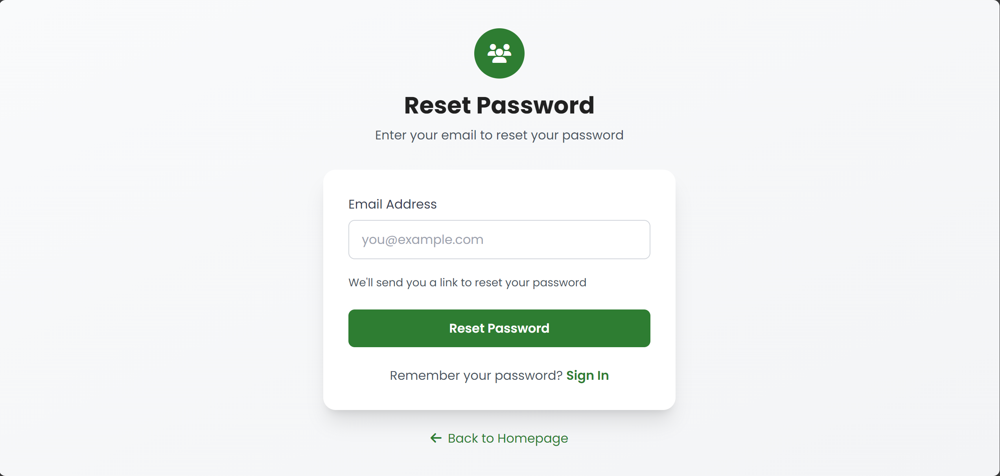 Reset Password
Enter your email to reset your password
Email Address
you@example.com
We'll send you a link to reset your password
Reset Password
Remember your password? Sign In
Back to Homepage